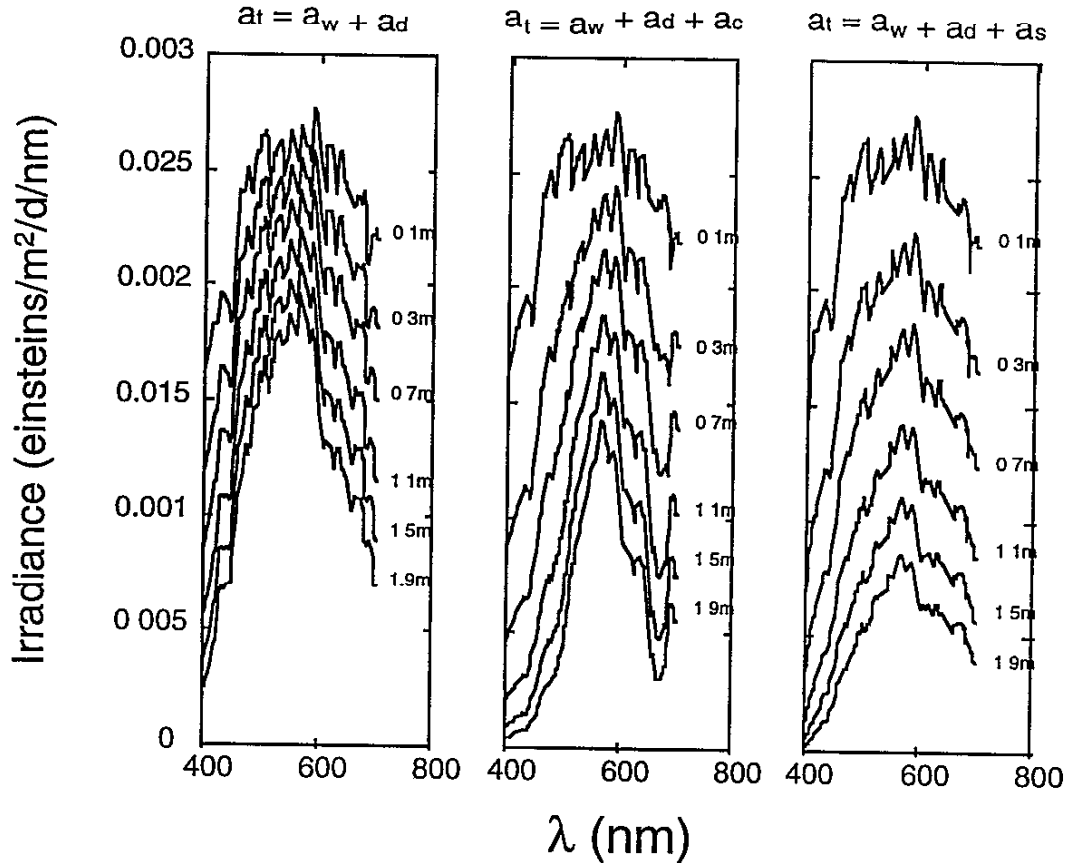 at = aw + ad
at = aw + ad + ac
at = aw + ad + as
Irradiance (einsteins/m²/d/nm)
0.003
0.025
0.002
0.015
0.001
0 005
0
0 1m
0 3m
0 7m
1 1m
1 5m
1.9m
400
600
800
0 1m
0 3m
0 7m
1 1m
1 5m
1 9m
400
600
800
0 1m
0 3m
0 7m
1 1m
1 5m
1 9m
400
600
800
λ (nm)